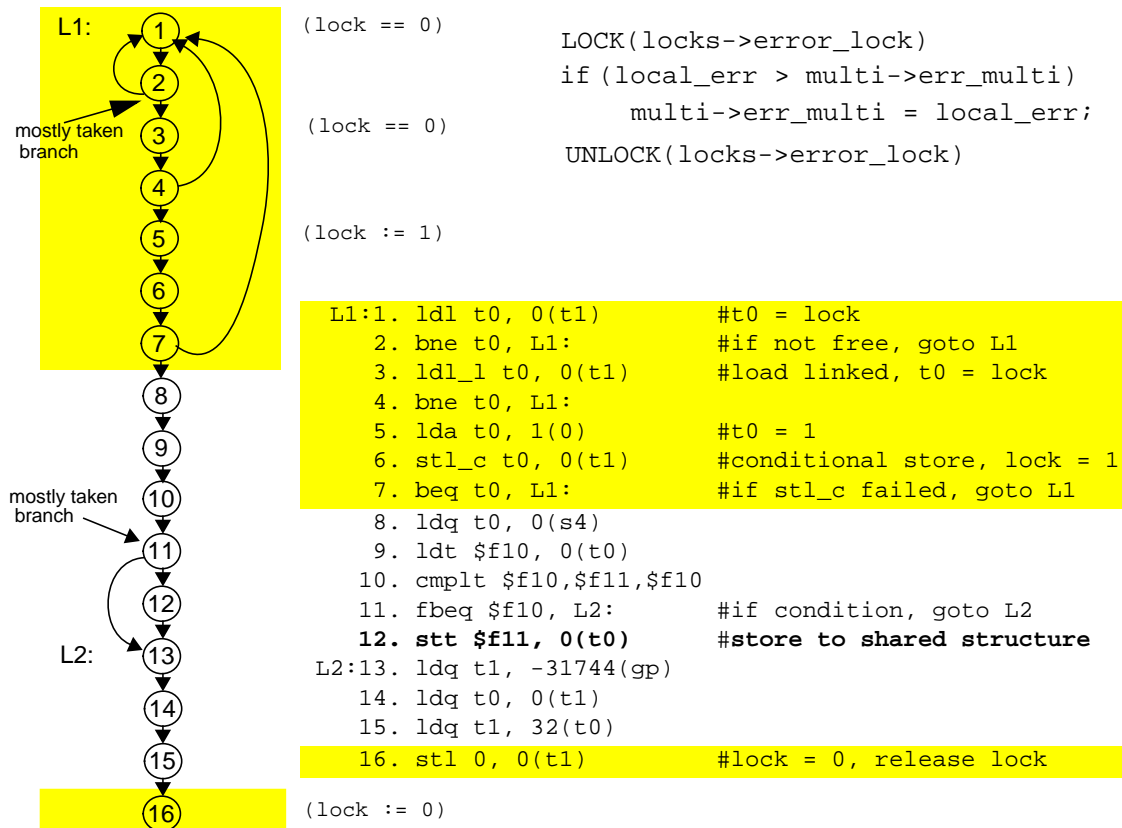 L1:
1
(lock == 0)
LOCK(locks->error_lock)
if (local_err > multi->err_multi)
multi->err_multi = local_err;
UNLOCK(locks->error_lock)
2
mostly taken
branch
3
(lock == 0)
4
5
(lock := 1)
6
7
L1:1. ldl t0, 0(t1) #t0 = lock
2. bne t0, L1: #if not free, goto L1
3. ldl_l t0, 0(t1) #load linked, t0 = lock
4. bne t0, L1:
5. lda t0, 1(0) #t0 = 1
6. stl_c t0, 0(t1) #conditional store, lock = 1
7. beq t0, L1: #if stl_c failed, goto L1
8. ldq t0, 0(s4)
9. ldt $f10, 0(t0)
10. cmplt $f10,$f11,$f10
11. fbeq $f10, L2: #if condition, goto L2
12. stt $f11, 0(t0) #store to shared structure
L2:13. ldq t1, -31744(gp)
14. ldq t0, 0(t1)
15. ldq t1, 32(t0)
16. stl 0, 0(t1) #lock = 0, release lock
8
9
mostly taken
branch
10
11
12
L2:
13
14
15
16
(lock := 0)